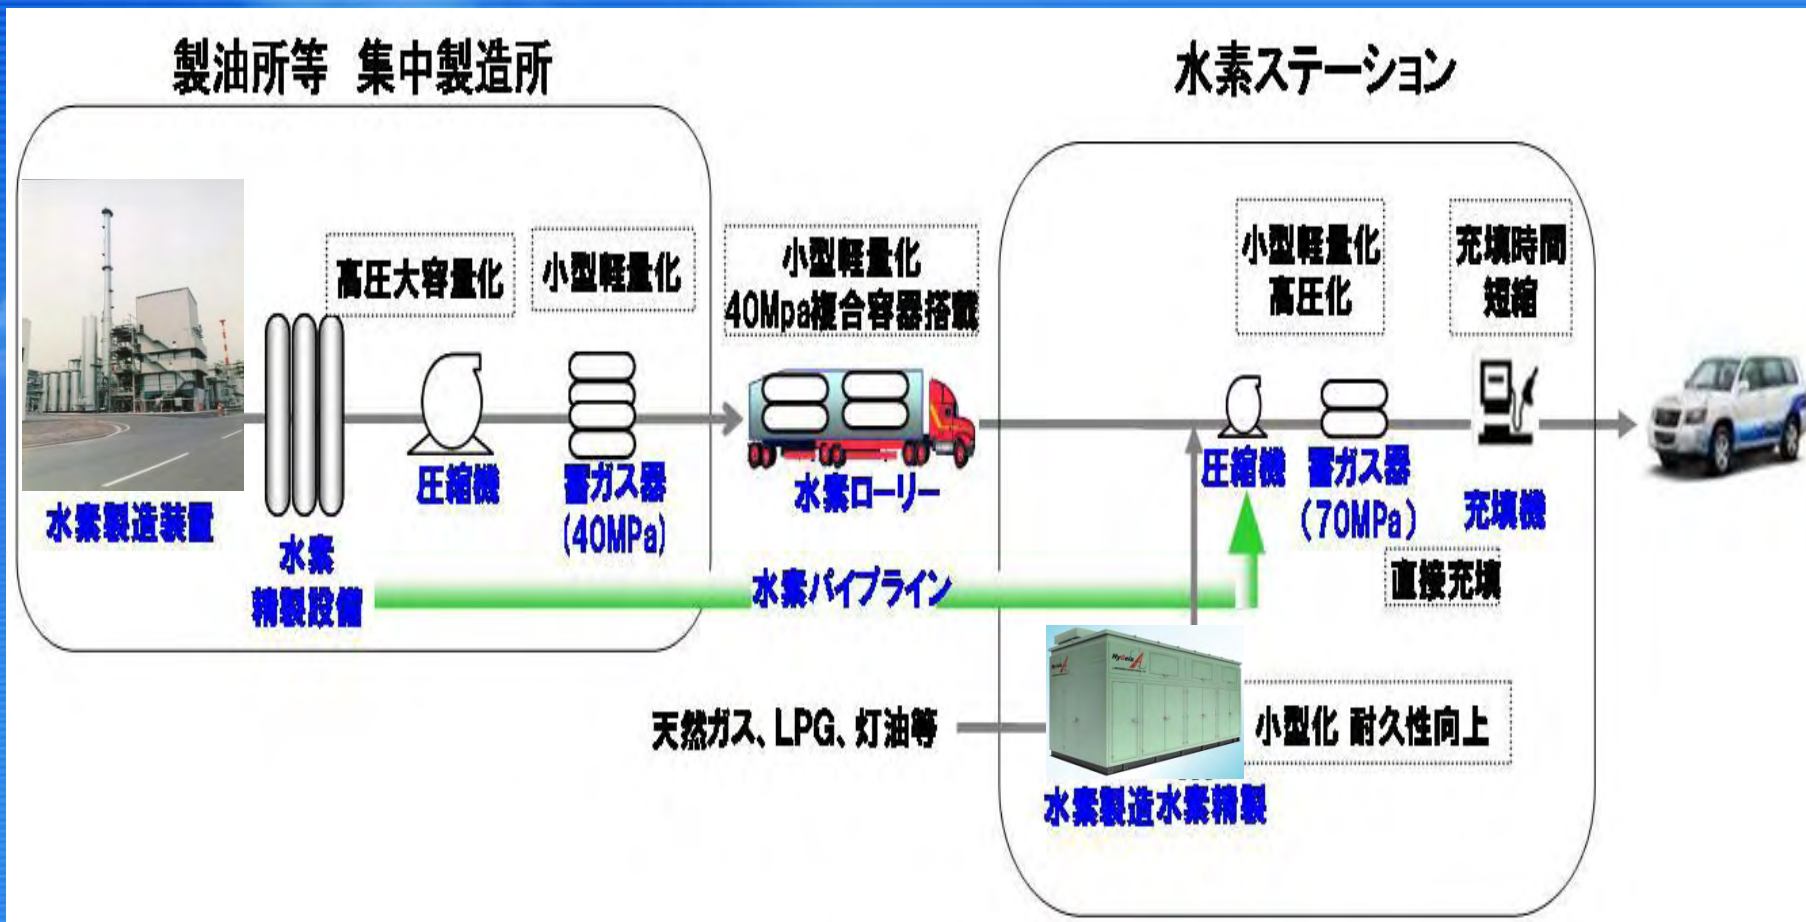 製油所等 集中製造所
水素ステーション
高圧大容量化
小型軽量化
小型軽量化
40Mpa複合容器搭載
小型軽量化
高圧化
充填時間
短縮
水素製造装置
水素
精製設備
圧縮機
蓄ガス器
(40MPa)
水素ローリー
圧縮機
蓄ガス器
(70MPa)
充填機
直接充填
水素パイプライン
天然ガス、LPG、灯油等
小型化 耐久性向上
水素製造水素精製